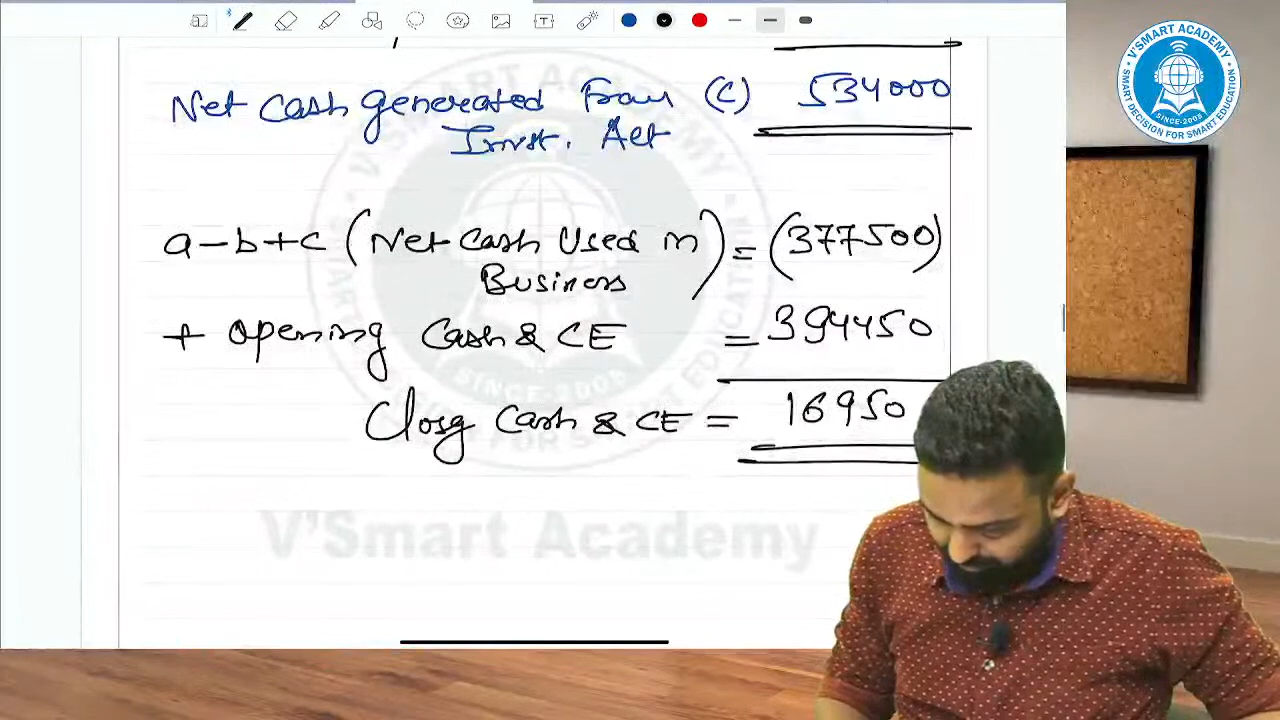 V'SMART ACADEMY
SMART DECISION FOR SMART EDUCATION
SINCE-2008
Net Cash generated From (C) 534000
Invst. Act
a-b+c (Net Cash Used in = (377500)
Business)
+ opening Cash & CE = 394450
Closg Cash & CE = 16950
V'Smart Academy